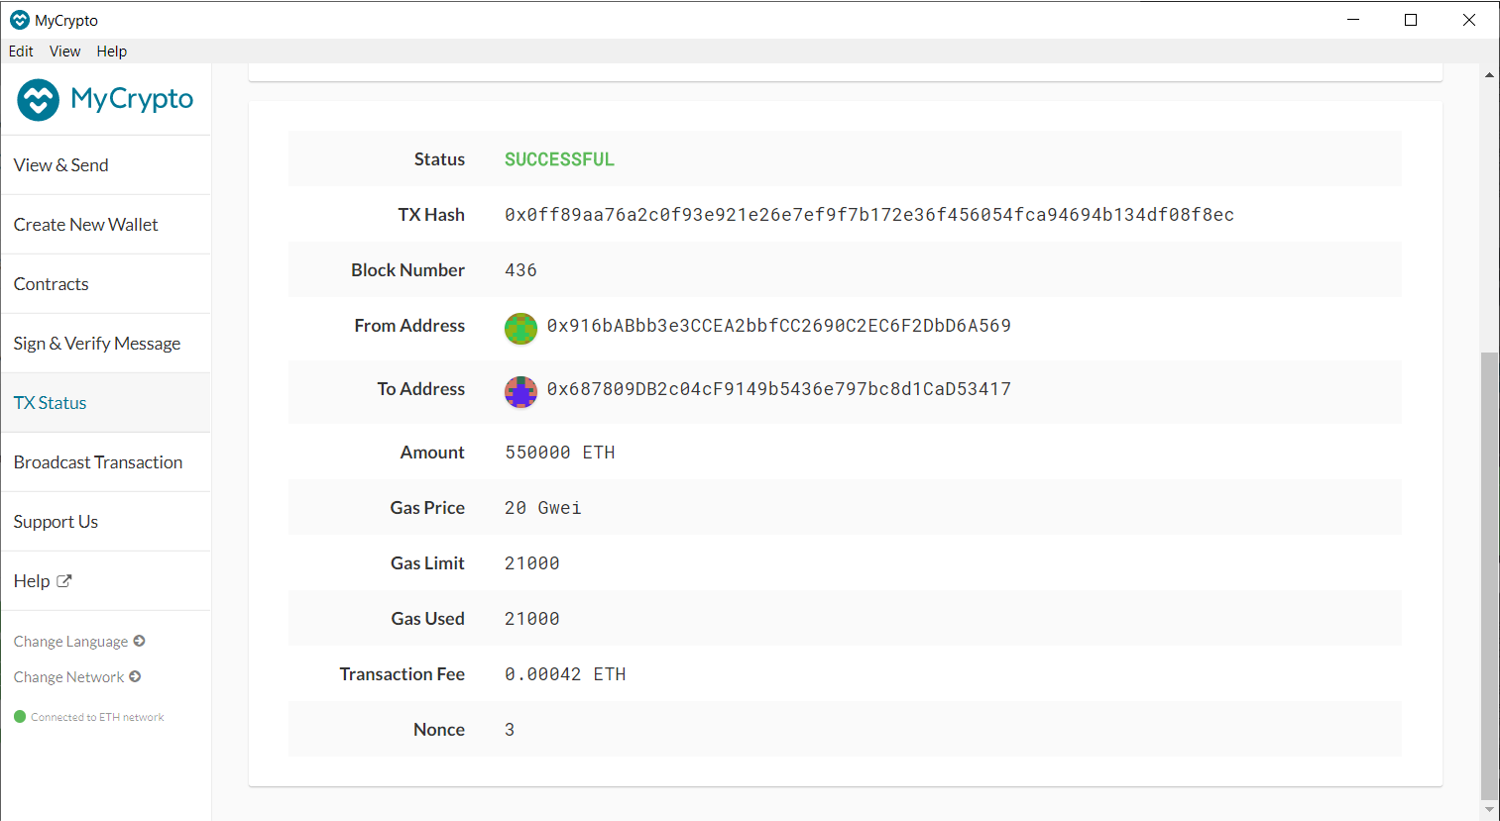 MyCrypto
Edit View Help
MyCrypto
View & Send
Create New Wallet
Contracts
Sign & Verify Message
TX Status
Broadcast Transaction
Support Us
Help
Change Language
Change Network
Connected to ETH network
Status SUCCESSFUL
TX Hash 0x0ff89aa76a2c0f93e921e26e7ef9f7b172e36f456054fca94694b134df08f8ec
Block Number 436
From Address 0x916bABbb3e3CCEA2bbfCC2690C2EC6F2DbD6A569
To Address 0x687809DB2c04cF9149b5436e797bc8d1CaD53417
Amount 550000 ETH
Gas Price 20 Gwei
Gas Limit 21000
Gas Used 21000
Transaction Fee 0.00042 ETH
Nonce 3